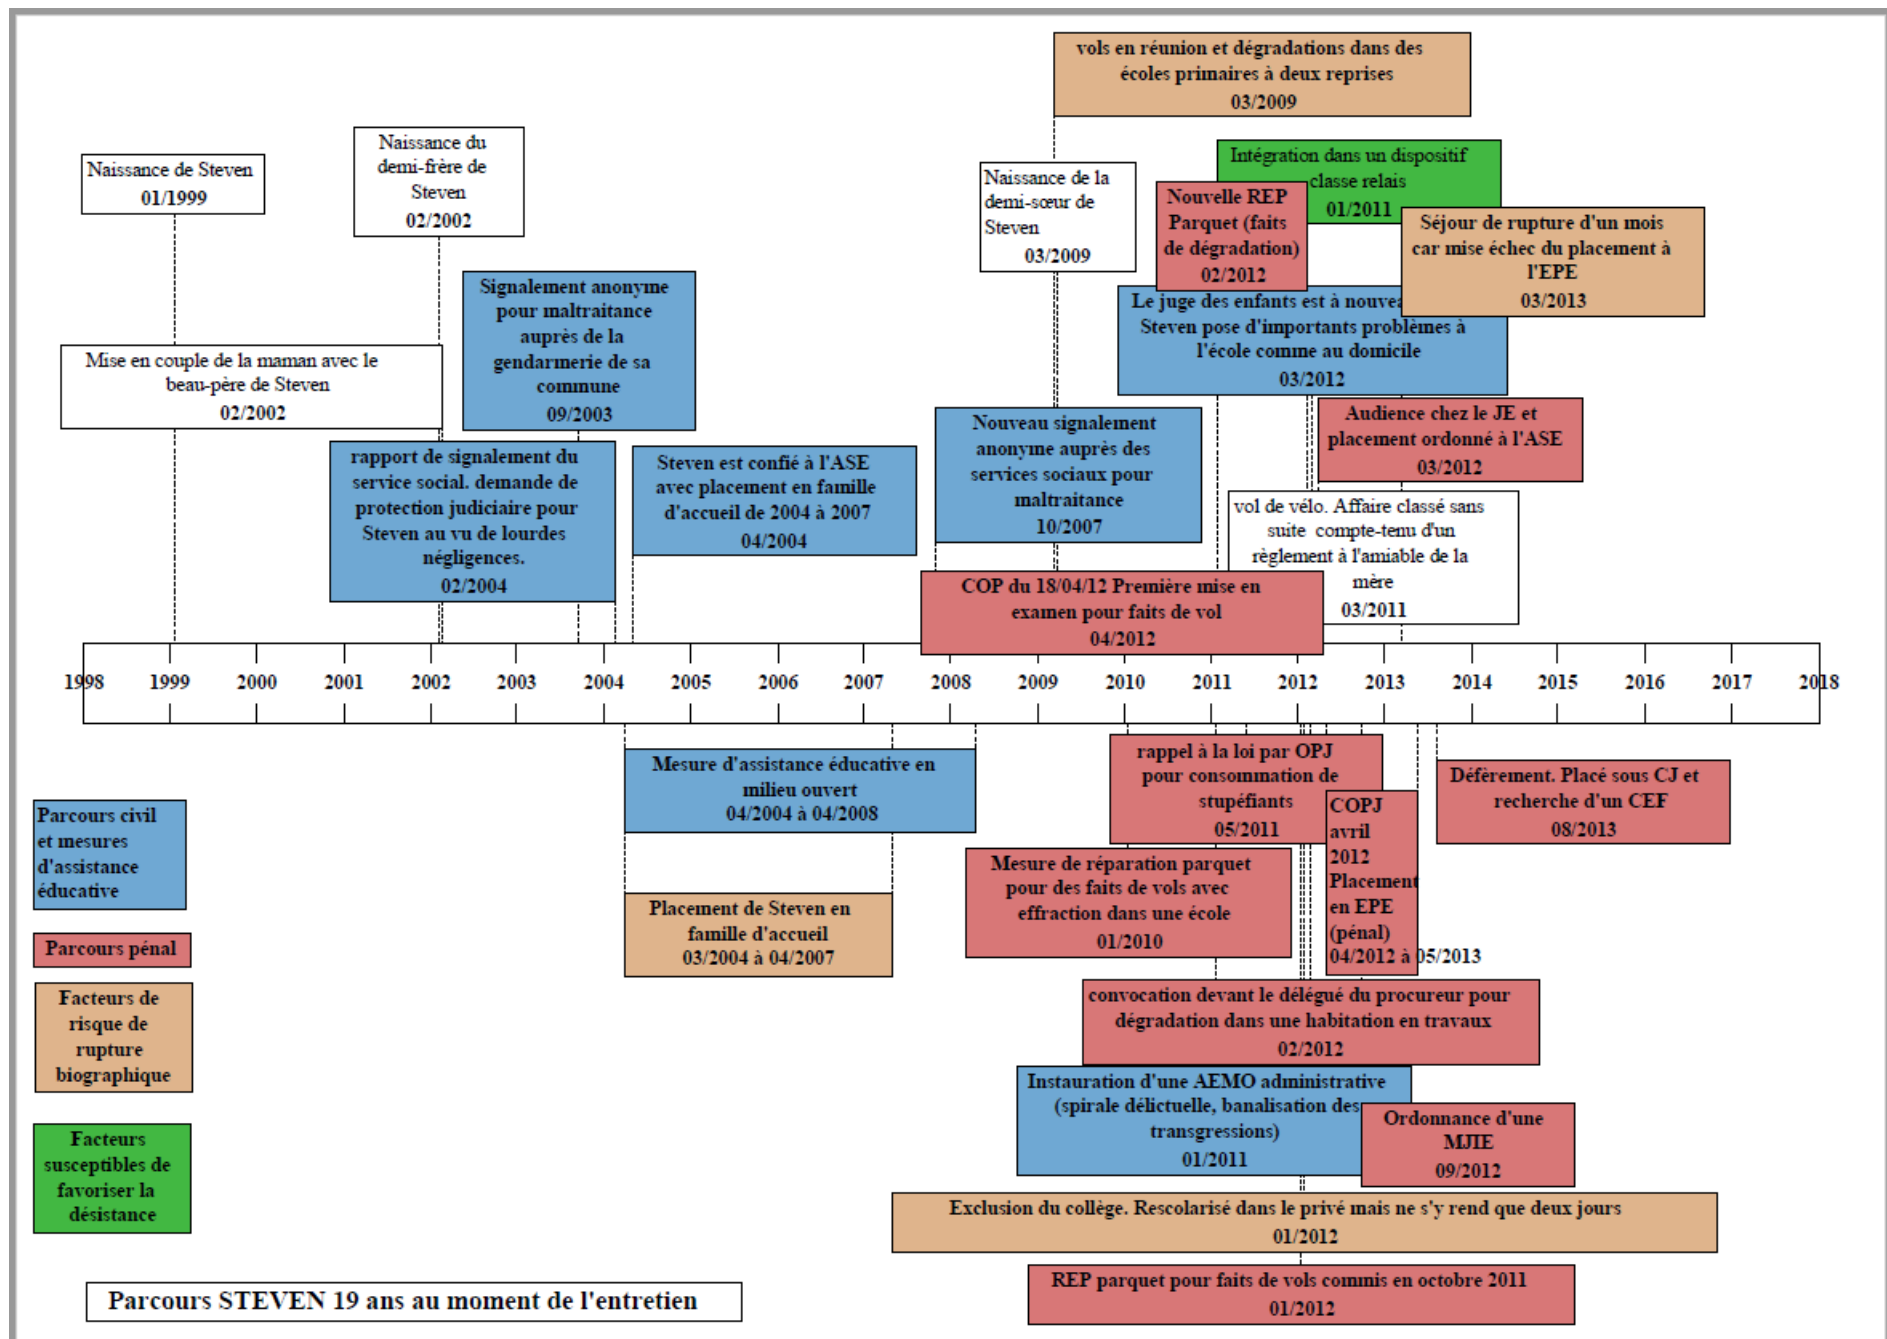 vols en réunion et dégradations dans des
écoles primaires à deux reprises
03/2009
Naissance de Steven
01/1999
Naissance du
demi-frère de
Steven
02/2002
Naissance de la
demi-sœur de
Steven
03/2009
Intégration dans un dispositif
classe relais
01/2011
Nouvelle REP
Parquet (faits
de dégradation)
02/2012
Séjour de rupture d'un mois
car mise échec du placement à
l'EPE
03/2013
Signalement anonyme
pour maltraitance
auprès de la
gendarmerie de sa
commune
09/2003
Le juge des enfants est à
Steven pose d'importants problèmes à
l'école comme au domicile
03/2012
Mise en couple de la maman avec le
beau-père de Steven
02/2002
Audience chez le JE et
placement ordonné à l'ASE
03/2012
Nouveau signalement
anonyme auprès des
services sociaux pour
maltraitance
10/2007
rapport de signalement du
service social. demande de
protection judiciaire pour
Steven au vu de lourdes
négligences.
02/2004
Steven est confié à l'ASE
avec placement en famille
d'accueil de 2004 à 2007
04/2004
vol de vélo. Affaire classé sans
suite compte-tenu d'un
règlement à l'amiable de la
mère
03/2011
COP du 18/04/12 Première mise en
examen pour faits de vol
04/2012
1998 1999 2000 2001 2002 2003 2004 2005 2006 2007 2008 2009 2010 2011 2012 2013 2014 2015 2016 2017 2018
Mesure d'assistance éducative en
milieu ouvert
04/2004 à 04/2008
rappel à la loi par OPJ
pour consommation de
stupéfiants
05/2011
Défèrement. Placé sous CJ et
recherche d'un CEF
08/2013
COPJ
avril
2012
Placement
en EPE
(pénal)
04/2012 à 05/2013
Parcours civil
et mesures
d'assistance
éducative
Mesure de réparation parquet
pour des faits de vols avec
effraction dans une école
01/2010
Placement de Steven en
famille d'accueil
03/2004 à 04/2007
Parcours pénal
Facteurs de
risque de
rupture
biographique
convocation devant le délégué du procureur pour
dégradation dans une habitation en travaux
02/2012
Instauration d'une AEMO administrative
(spirale délictuelle, banalisation des
transgressions)
01/2011
Ordonnance d'une
MJIE
09/2012
Facteurs
susceptibles de
favoriser la
désistance
Exclusion du collège. Rescolarisé dans le privé mais ne s'y rend que deux jours
01/2012
REP parquet pour faits de vols commis en octobre 2011
01/2012
Parcours STEVEN 19 ans au moment de l'entretien